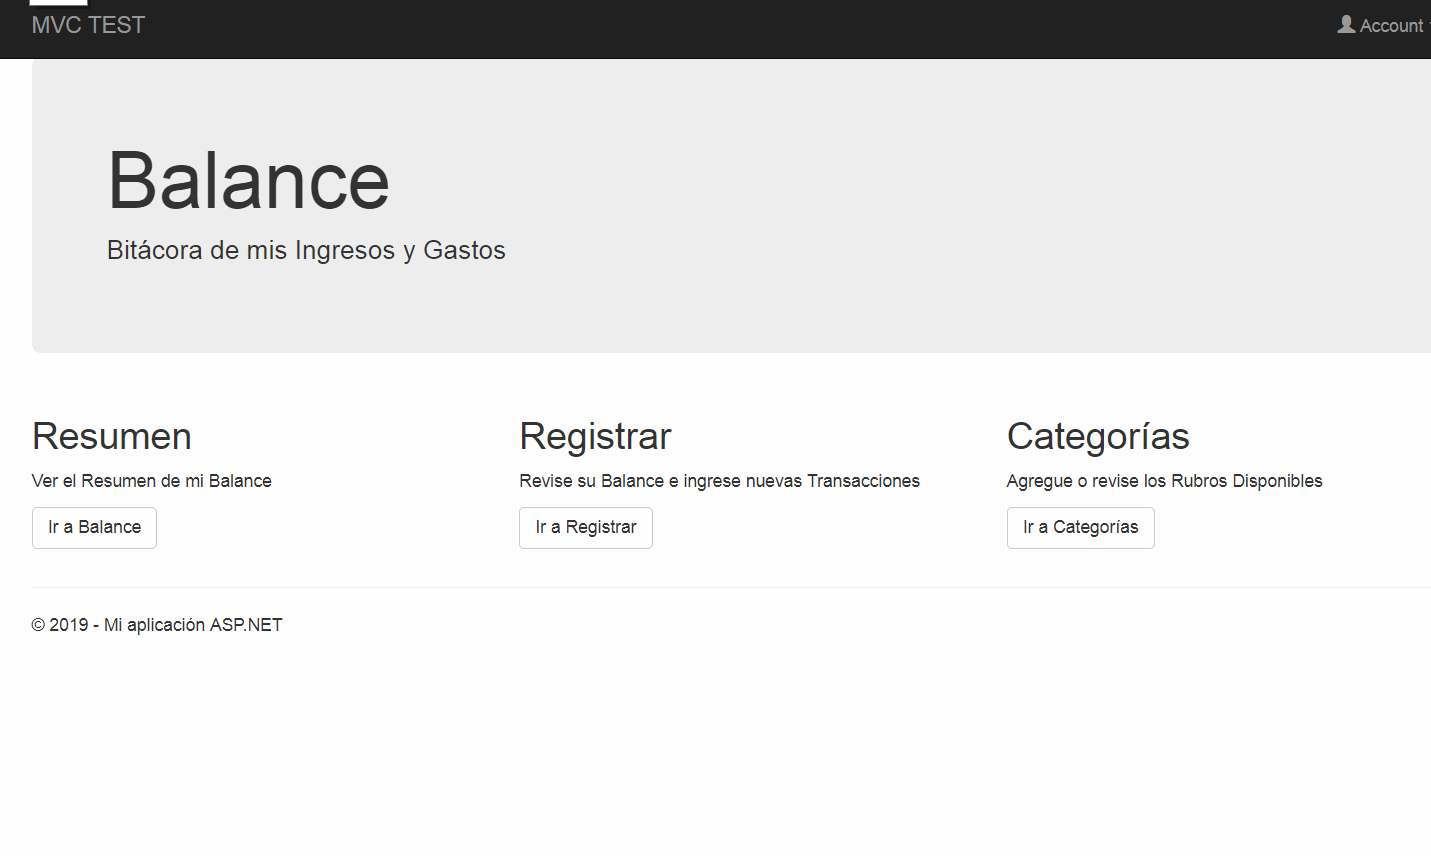 MVC TEST
Account
Balance
Bitácora de mis Ingresos y Gastos
Resumen
Ver el Resumen de mi Balance
Ir a Balance
Registrar
Revise su Balance e ingrese nuevas Transacciones
Ir a Registrar
Categorías
Agregue o revise los Rubros Disponibles
Ir a Categorías
© 2019 - Mi aplicación ASP.NET